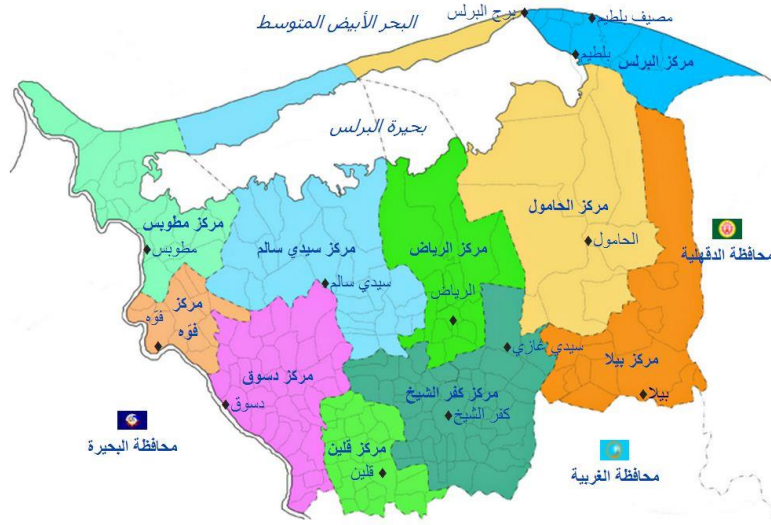 البحر الأبيض المتوسط
برج البرلس
مصيف بلطيم
بلطيم
مركز البرلس
بحيرة البرلس
مركز الحامول
الحامول
مركز مطوبس
مطوبس
مركز سيدي سالم
سيدي سالم
مركز الرياض
الرياض
محافظة الدقهلية
مركز
فوّه
فوّه
مركز دسوق
دسوق
سيدي غازي
مركز بيلا
بيلا
مركز كفر الشيخ
كفر الشيخ
محافظة البحيرة
مركز قلين
قلين
محافظة الغربية